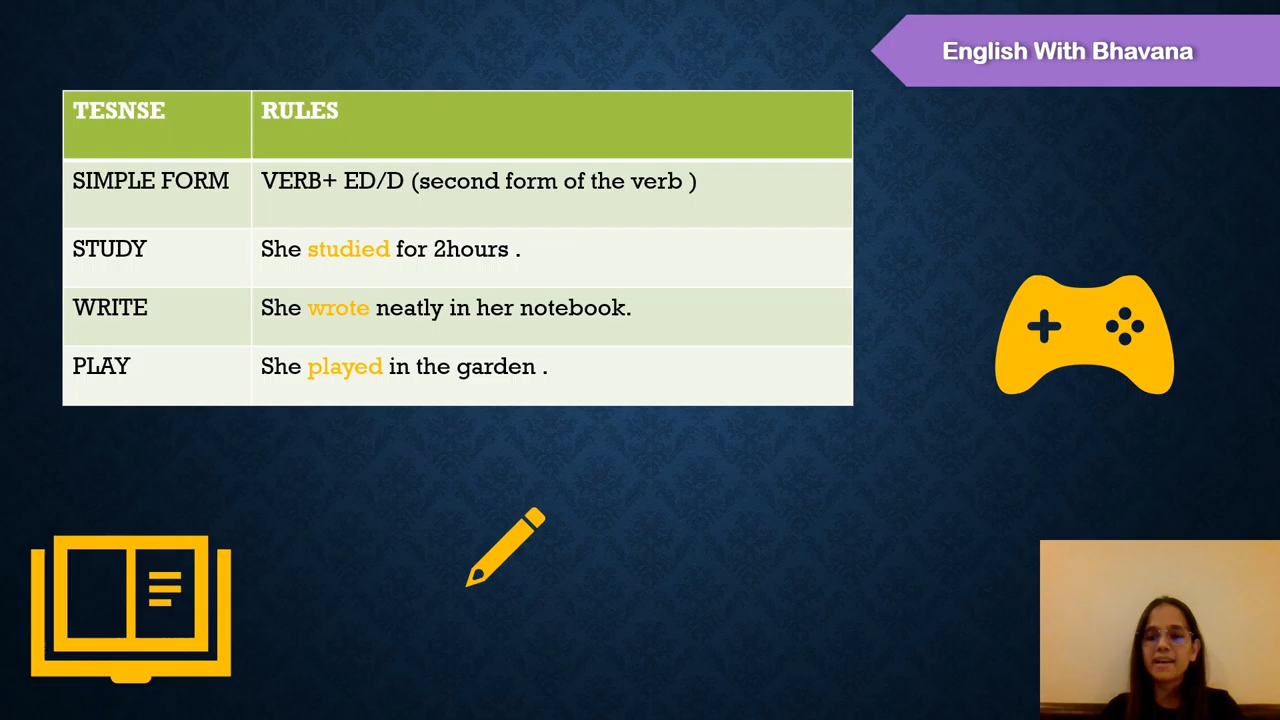 English With Bhavana
TESNSE RULES
SIMPLE FORM VERB+ ED/D (second form of the verb )
STUDY She studied for 2hours .
WRITE She wrote neatly in her notebook.
PLAY She played in the garden .